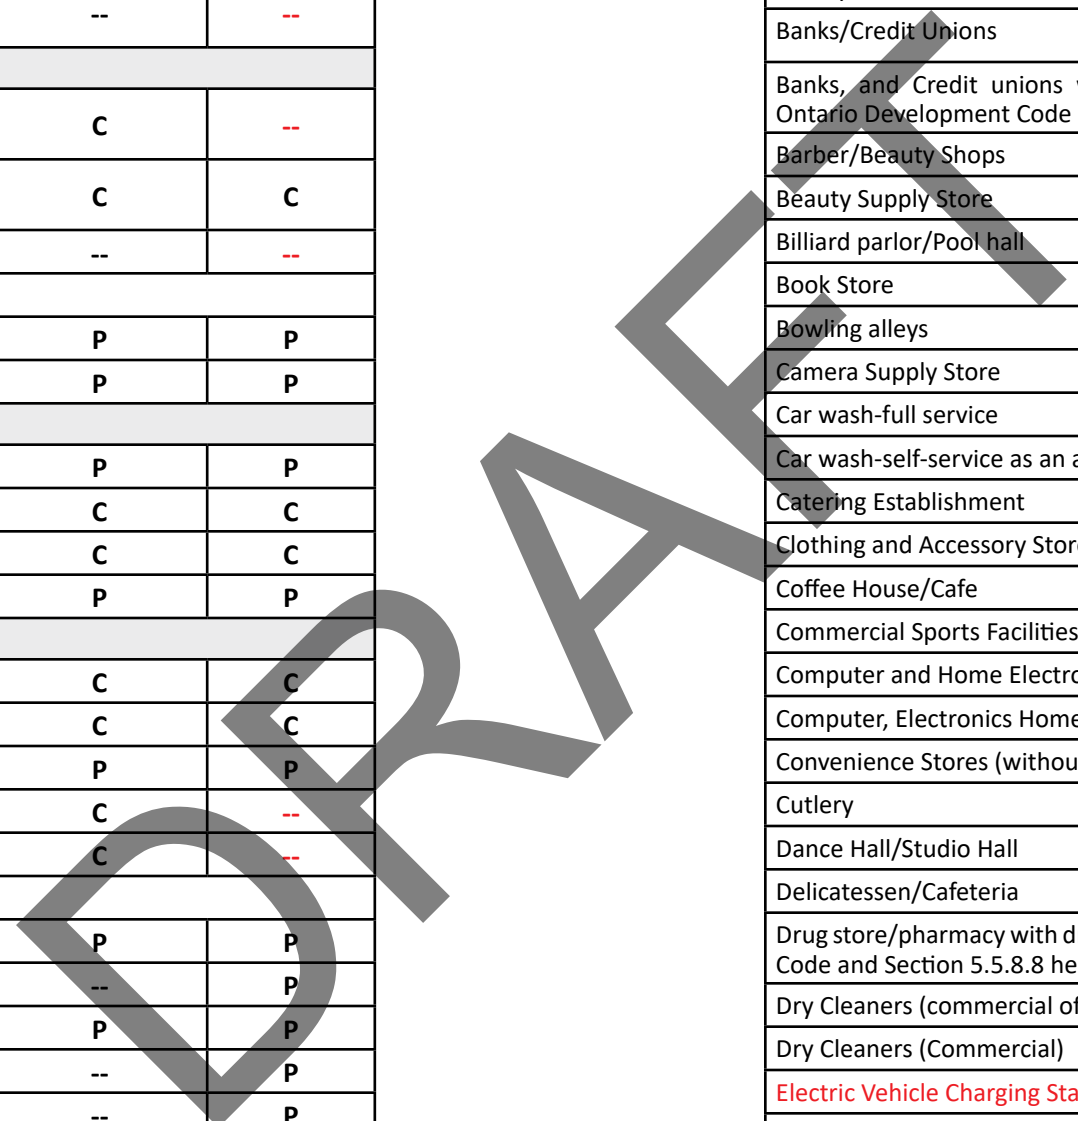 -- --
C --
C C
-- --
P P
P P
P P
C C
C C
P P
C C
C C
P P
C --
C --
P P
-- P
P P
-- P
-- P
Banks/Credit Unions
Banks, and Credit unions
Ontario Development Code
Barber/Beauty Shops
Beauty Supply Store
Billiard parlor/Pool hall
Book Store
Bowling alleys
Camera Supply Store
Car wash-full service
Car wash-self-service as an a
Catering Establishment
Clothing and Accessory Stor
Coffee House/Cafe
Commercial Sports Facilities
Computer and Home Electro
Computer, Electronics Home
Convenience Stores (withou
Cutlery
Dance Hall/Studio Hall
Delicatessen/Cafeteria
Drug store/pharmacy with d
Code and Section 5.5.8.8 he
Dry Cleaners (commercial of
Dry Cleaners (Commercial)
Electric Vehicle Charging Sta
DRAFT